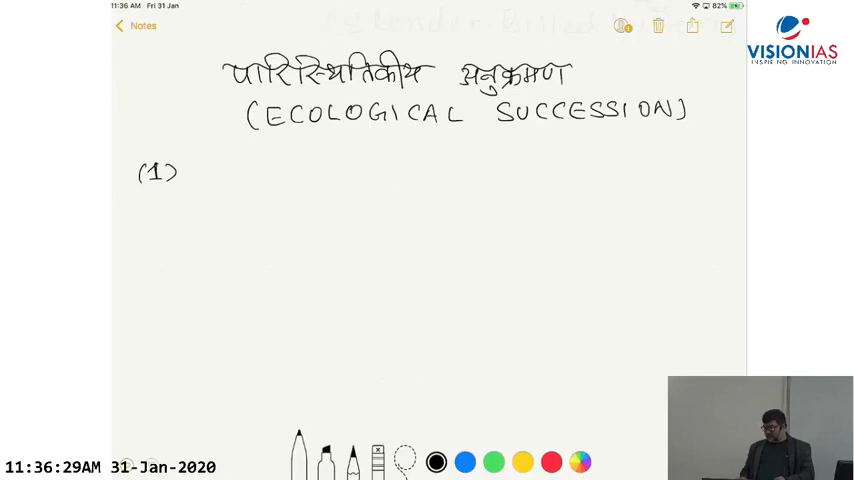 11:36 AM Fri 31 Jan
82%
Notes
VISIONIAS
INSPIRING INNOVATION
पारिस्थितिकीय अनुक्रमण
(ECOLOGICAL SUCCESSION)
(1)
11:36:29AM 31-Jan-2020